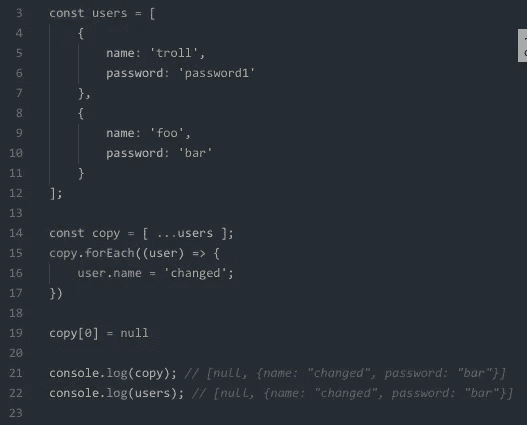 3 const users = [
4 {
5 name: 'troll',
6 password: 'password1'
7 },
8 {
9 name: 'foo',
10 password: 'bar'
11 }
12 ];
13
14 const copy = [ ...users ];
15 copy.forEach((user) => {
16 user.name = 'changed';
17 })
18
19 copy[0] = null
20
21 console.log(copy); // [null, {name: "changed", password: "bar"}]
22 console.log(users); // [null, {name: "changed", password: "bar"}]
23